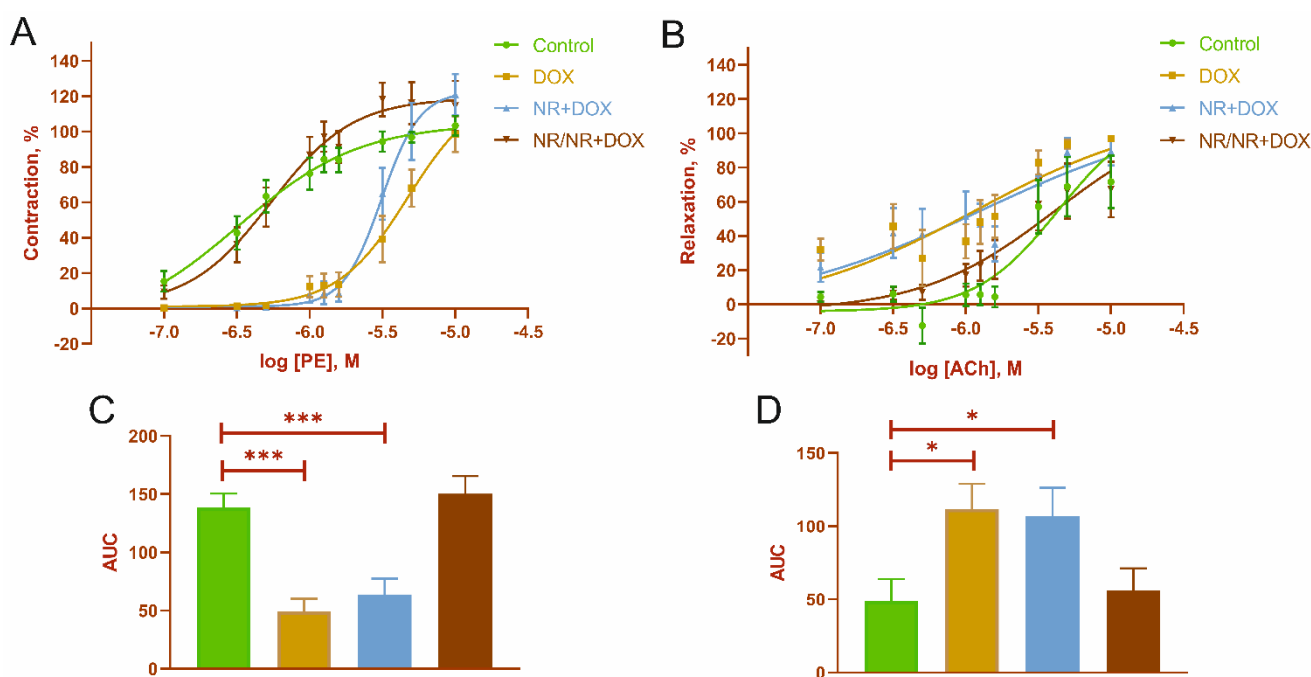 A
Contraction, %
140
120
100
80
60
40
20
0
-20
-7.0 -6.5 -6.0 -5.5 -5.0 -4.5
log [PE], M
Control
DOX
NR+DOX
NR/NR+DOX
B
Relaxation, %
140
120
100
80
60
40
20
0
-20
-7.0 -6.5 -6.0 -5.5 -5.0 -4.5
log [ACh], M
Control
DOX
NR+DOX
NR/NR+DOX
C
AUC
200
150
100
50
0
***
***
D
AUC
150
100
50
0
*
*